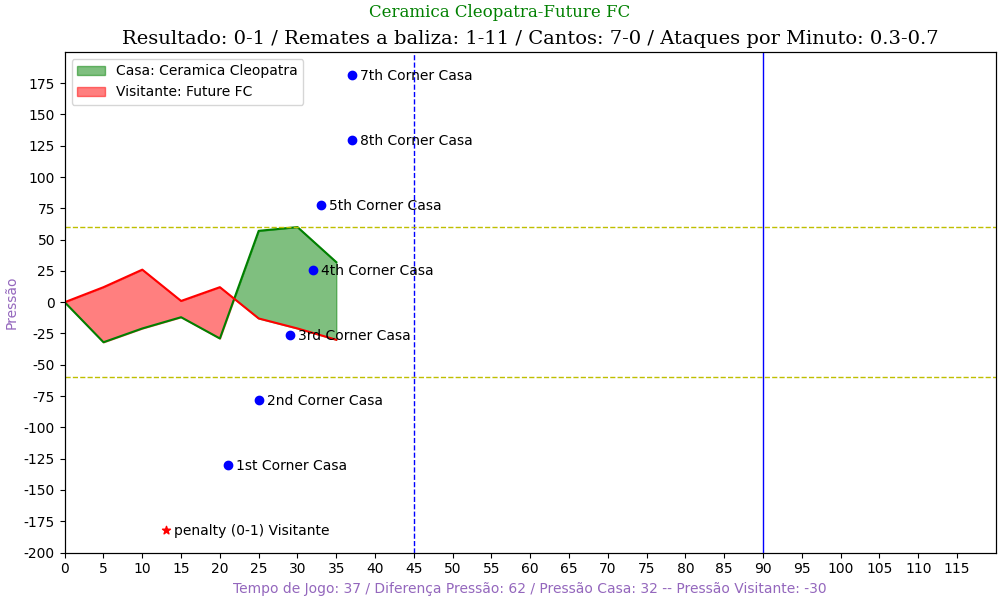 Ceramica Cleopatra-Future FC
Resultado: 0-1 / Remates a baliza: 1-11 / Cantos: 7-0 / Ataques por Minuto: 0.3-0.7
Casa: Ceramica Cleopatra
Visitante: Future FC
7th Corner Casa
8th Corner Casa
5th Corner Casa
4th Corner Casa
3rd Corner Casa
2nd Corner Casa
1st Corner Casa
penalty (0-1) Visitante
Pressão
175
150
125
100
75
50
25
0
-25
-50
-75
-100
-125
-150
-175
-200
0 5 10 15 20 25 30 35 40 45 50 55 60 65 70 75 80 85 90 95 100 105 110 115
Tempo de Jogo: 37 / Diferença Pressão: 62 / Pressão Casa: 32 -- Pressão Visitante: -30